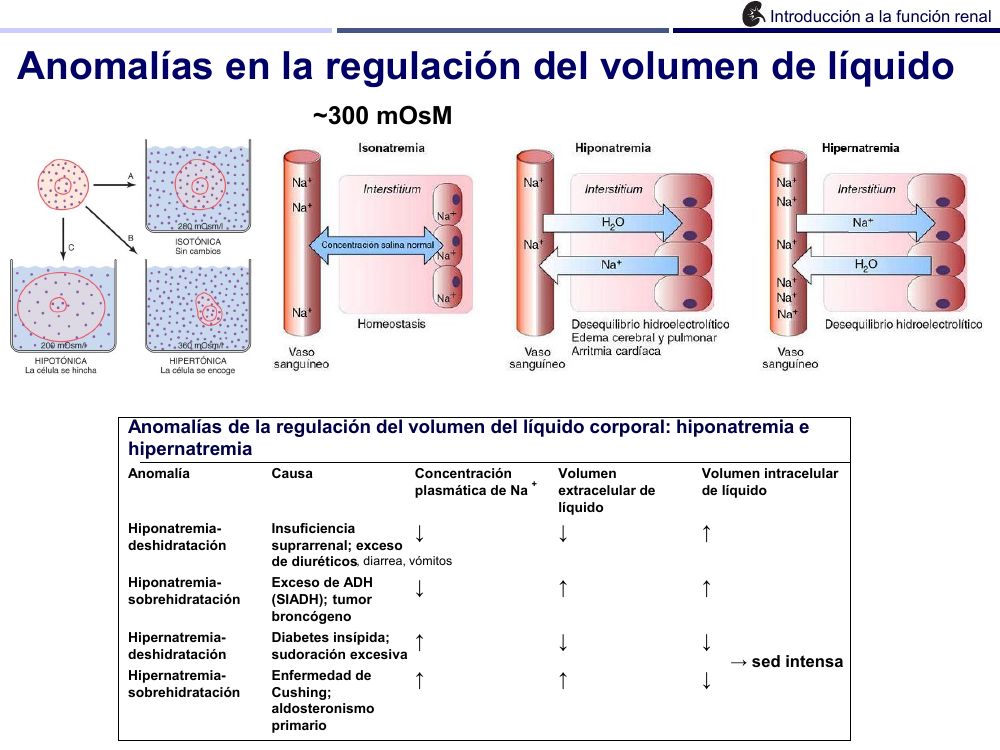 Introducción a la función renal
Anomalías en la regulación del volumen de líquido
~300 mOsM
A
B
C
280 mOsm/l
ISOTÓNICA
Sin cambios
200 mOsm/l
HIPOTÓNICA
La célula se hincha
360 mOsm/l
HIPERTÓNICA
La célula se encoge
Isonatremia
Na⁺
Na⁺
Na⁺
Interstitium
Na⁺
Na⁺
Na⁺
Concentración salina normal
Homeostasis
Vaso
sanguíneo
Hiponatremia
Na⁺
Na⁺
Interstitium
H₂O
Na⁺
Desequilibrio hidroelectrolítico
Edema cerebral y pulmonar
Arritmia cardíaca
Vaso
sanguíneo
Hipernatremia
Na⁺
Na⁺
Na⁺
Na⁺
Na⁺
Na⁺
Interstitium
Na⁺
H₂O
Desequilibrio hidroelectrolítico
Vaso
sanguíneo
Anomalías de la regulación del volumen del líquido corporal: hiponatremia e
hipernatremia
Anomalía
Causa
Concentración
plasmática de Na +
Volumen
extracelular de
líquido
Volumen intracelular
de líquido
Hiponatremia-
deshidratación
Insuficiencia
suprarrenal; exceso
de diuréticos, diarrea, vómitos
↓
↓
↑
Hiponatremia-
sobrehidratación
Exceso de ADH
(SIADH); tumor
broncógeno
↓
↑
↑
Hipernatremia-
deshidratación
Diabetes insípida;
sudoración excesiva
↑
↓
↓
→ sed intensa
Hipernatremia-
sobrehidratación
Enfermedad de
Cushing;
aldosteronismo
primario
↑
↑
↓